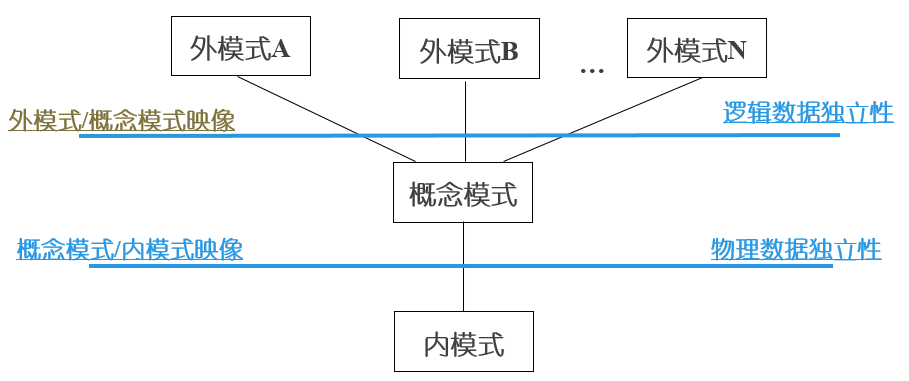 外模式A
外模式B
...
外模式N
外模式/概念模式映像
逻辑数据独立性
概念模式
概念模式/内模式映像
物理数据独立性
内模式